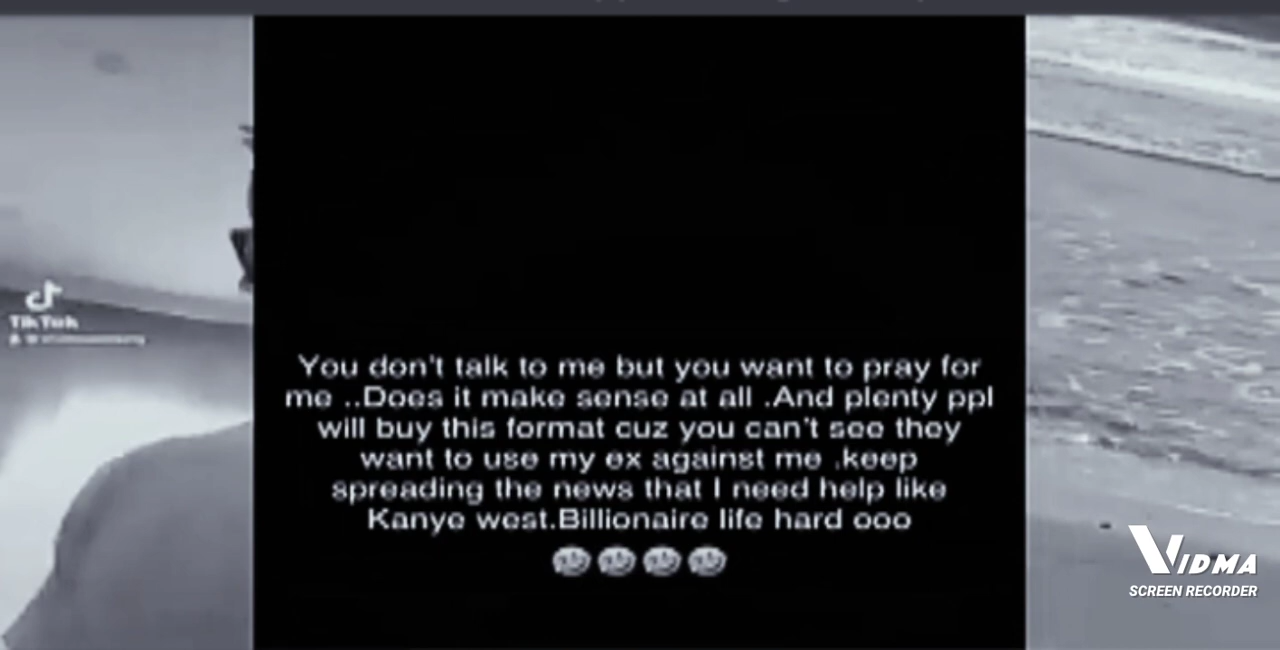 You don't talk to me but you want to pray for
me ..Does it make sense at all .And plenty ppl
will buy this format cuz you can't see they
want to use my ex against me .keep
spreading the news that I need help like
Kanye west.Billionaire life hard ooo
TikTok
VIDMA
SCREEN RECORDER